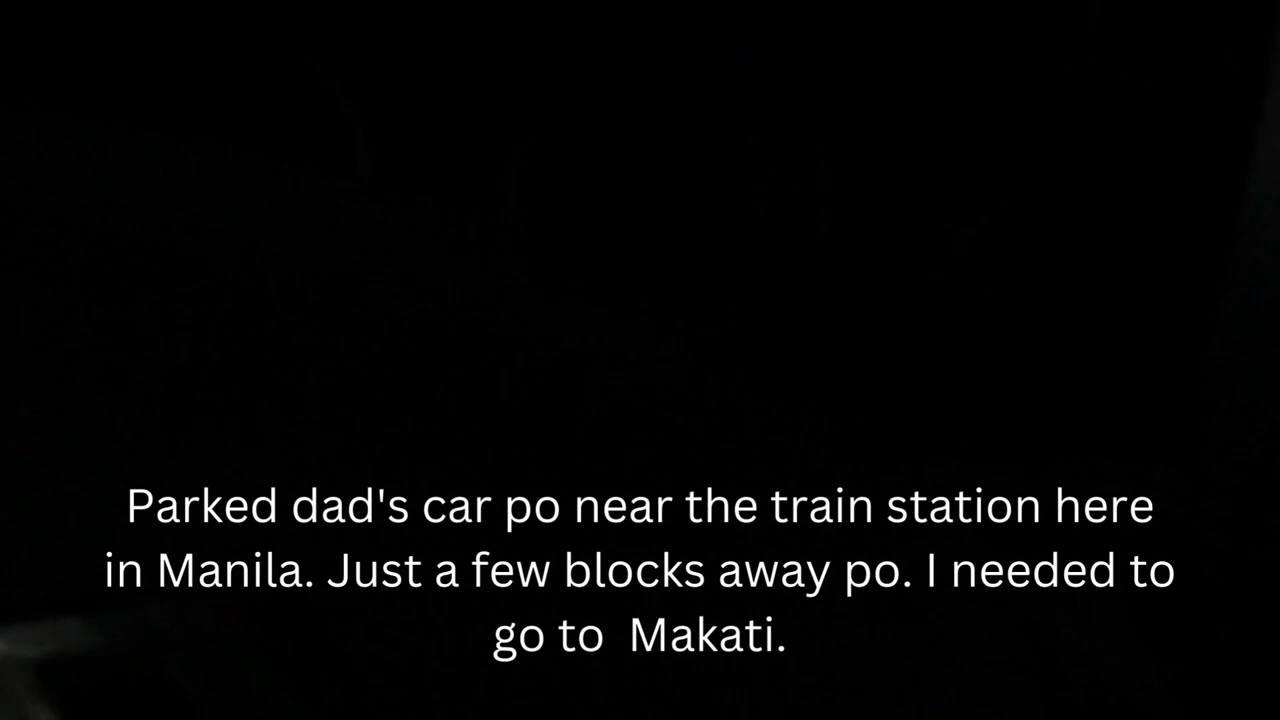 Parked dad's car po near the train station here
in Manila. Just a few blocks away po. I needed to
go to  Makati.